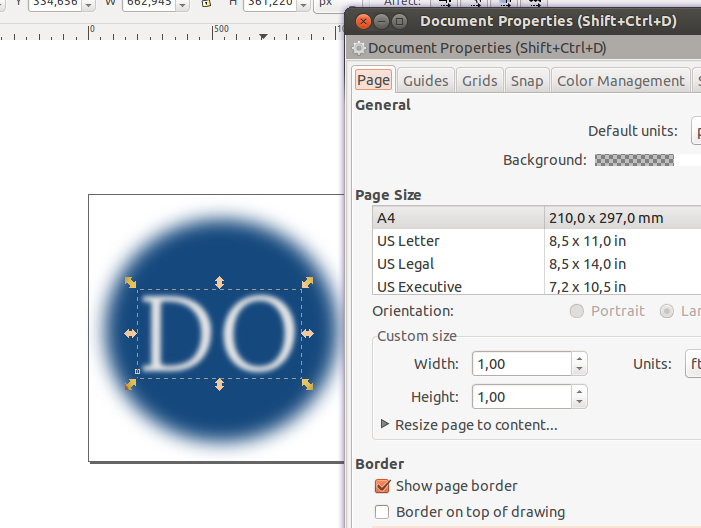 Y 334,656 W 662,945 H 361,220 px Affect:
0 500 1000
Document Properties (Shift+Ctrl+D)
Document Properties (Shift+Ctrl+D)
Page Guides Grids Snap Color Management
General
Default units:
Background:
Page Size
A4 210,0 x 297,0 mm
US Letter 8,5 x 11,0 in
US Legal 8,5 x 14,0 in
US Executive 7,2 x 10,5 in
Orientation: Portrait Lan
Custom size
Width: 1,00 Units: ft
Height: 1,00
Resize page to content...
Border
Show page border
Border on top of drawing
DO